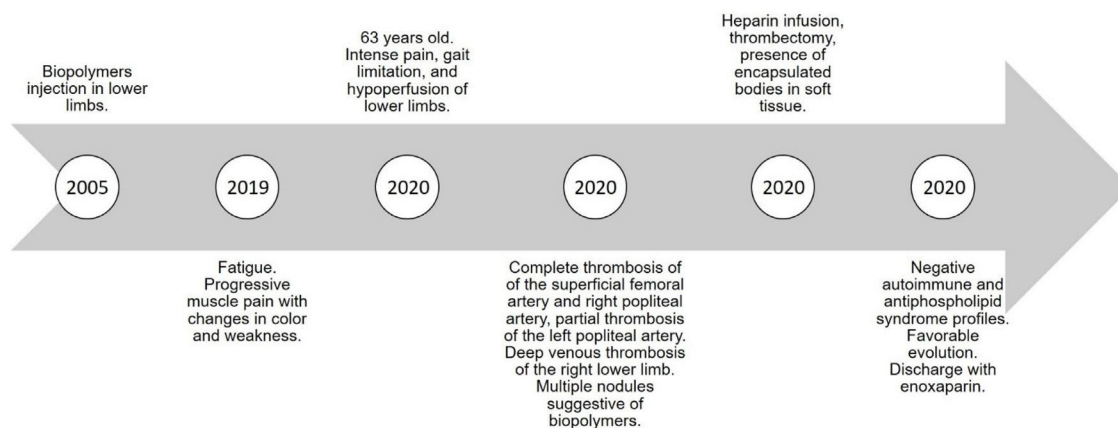 Biopolymers
injection in lower
limbs.
2005
2019
Fatigue.
Progressive
muscle pain with
changes in color
and weakness.
63 years old.
Intense pain, gait
limitation, and
hypoperfusion of
lower limbs.
2020
2020
Complete thrombosis of
of the superficial femoral
artery and right popliteal
artery, partial thrombosis
of the left popliteal artery.
Deep venous thrombosis
of the right lower limb.
Multiple nodules
suggestive of
biopolymers.
Heparin infusion,
thrombectomy,
presence of
encapsulated
bodies in soft
tissue.
2020
2020
Negative
autoimmune and
antiphospholipid
syndrome profiles.
Favorable
evolution.
Discharge with
enoxaparin.